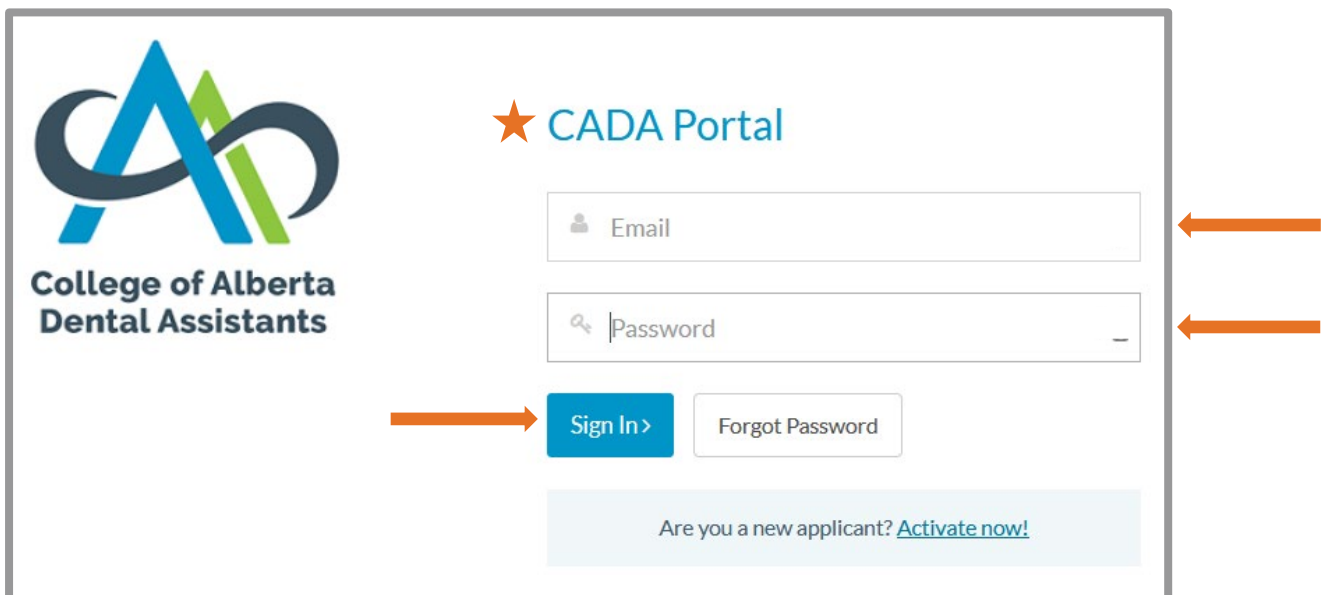 College of Alberta
Dental Assistants
CADA Portal
Email
Password
Sign In >
Forgot Password
Are you a new applicant? Activate now!